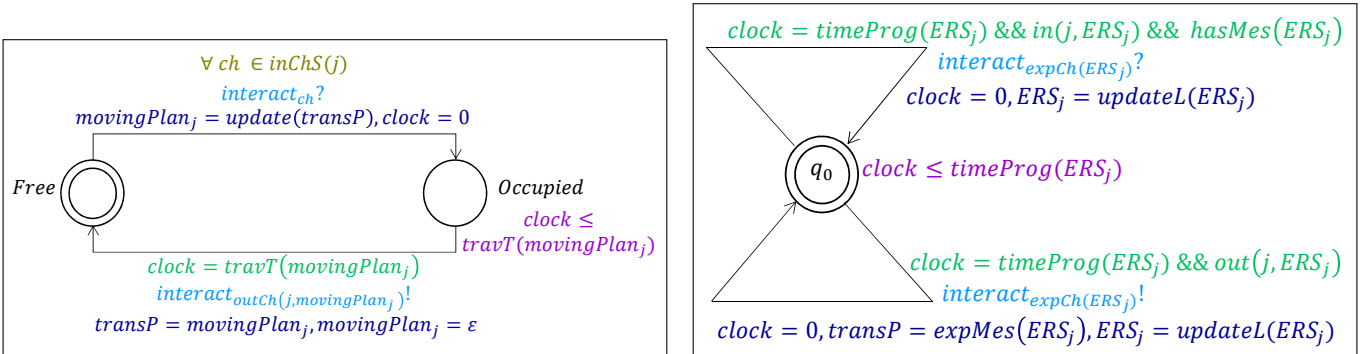 ∀ ch ∈ inChS(j)
interact_ch?
movingPlan_j = update(transP), clock = 0
Free
Occupied
clock ≤
travT(movingPlan_j)
clock = travT(movingPlan_j)
interact_outCh(j,movingPlan_j)!
transP = movingPlan_j, movingPlan_j = ε
clock = timeProg(ERS_j) && in(j, ERS_j) && hasMes(ERS_j)
interact_expCh(ERS_j)?
clock = 0, ERS_j = updateL(ERS_j)
q_0
clock ≤ timeProg(ERS_j)
clock = timeProg(ERS_j) && out(j, ERS_j)
interact_expCh(ERS_j)!
clock = 0, transP = expMes(ERS_j), ERS_j = updateL(ERS_j)